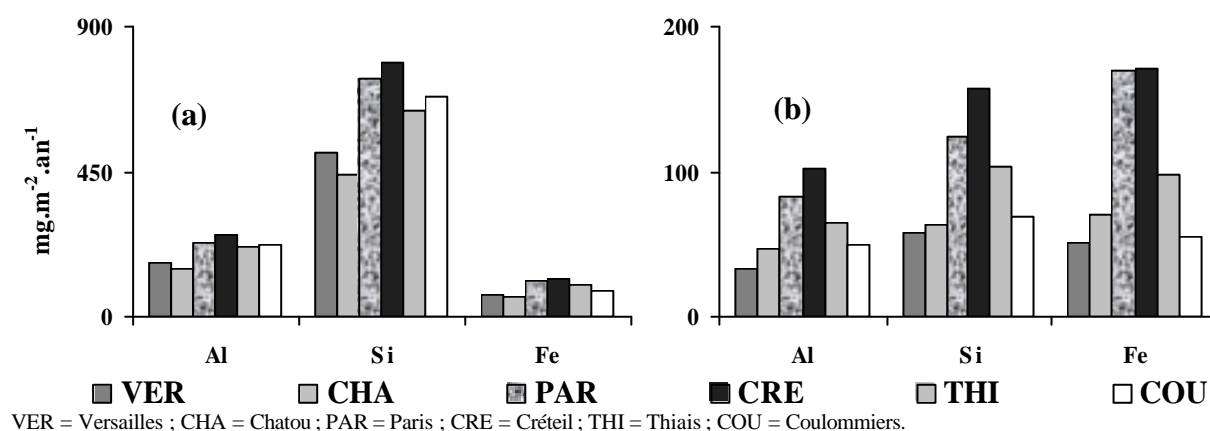 900
450
0
mg.m⁻².an⁻¹
(a)
Al Si Fe
200
100
0
(b)
Al Si Fe
VER CHA PAR CRE THI COU
VER = Versailles ; CHA = Chatou ; PAR = Paris ; CRE = Créteil ; THI = Thiais ; COU = Coulommiers.